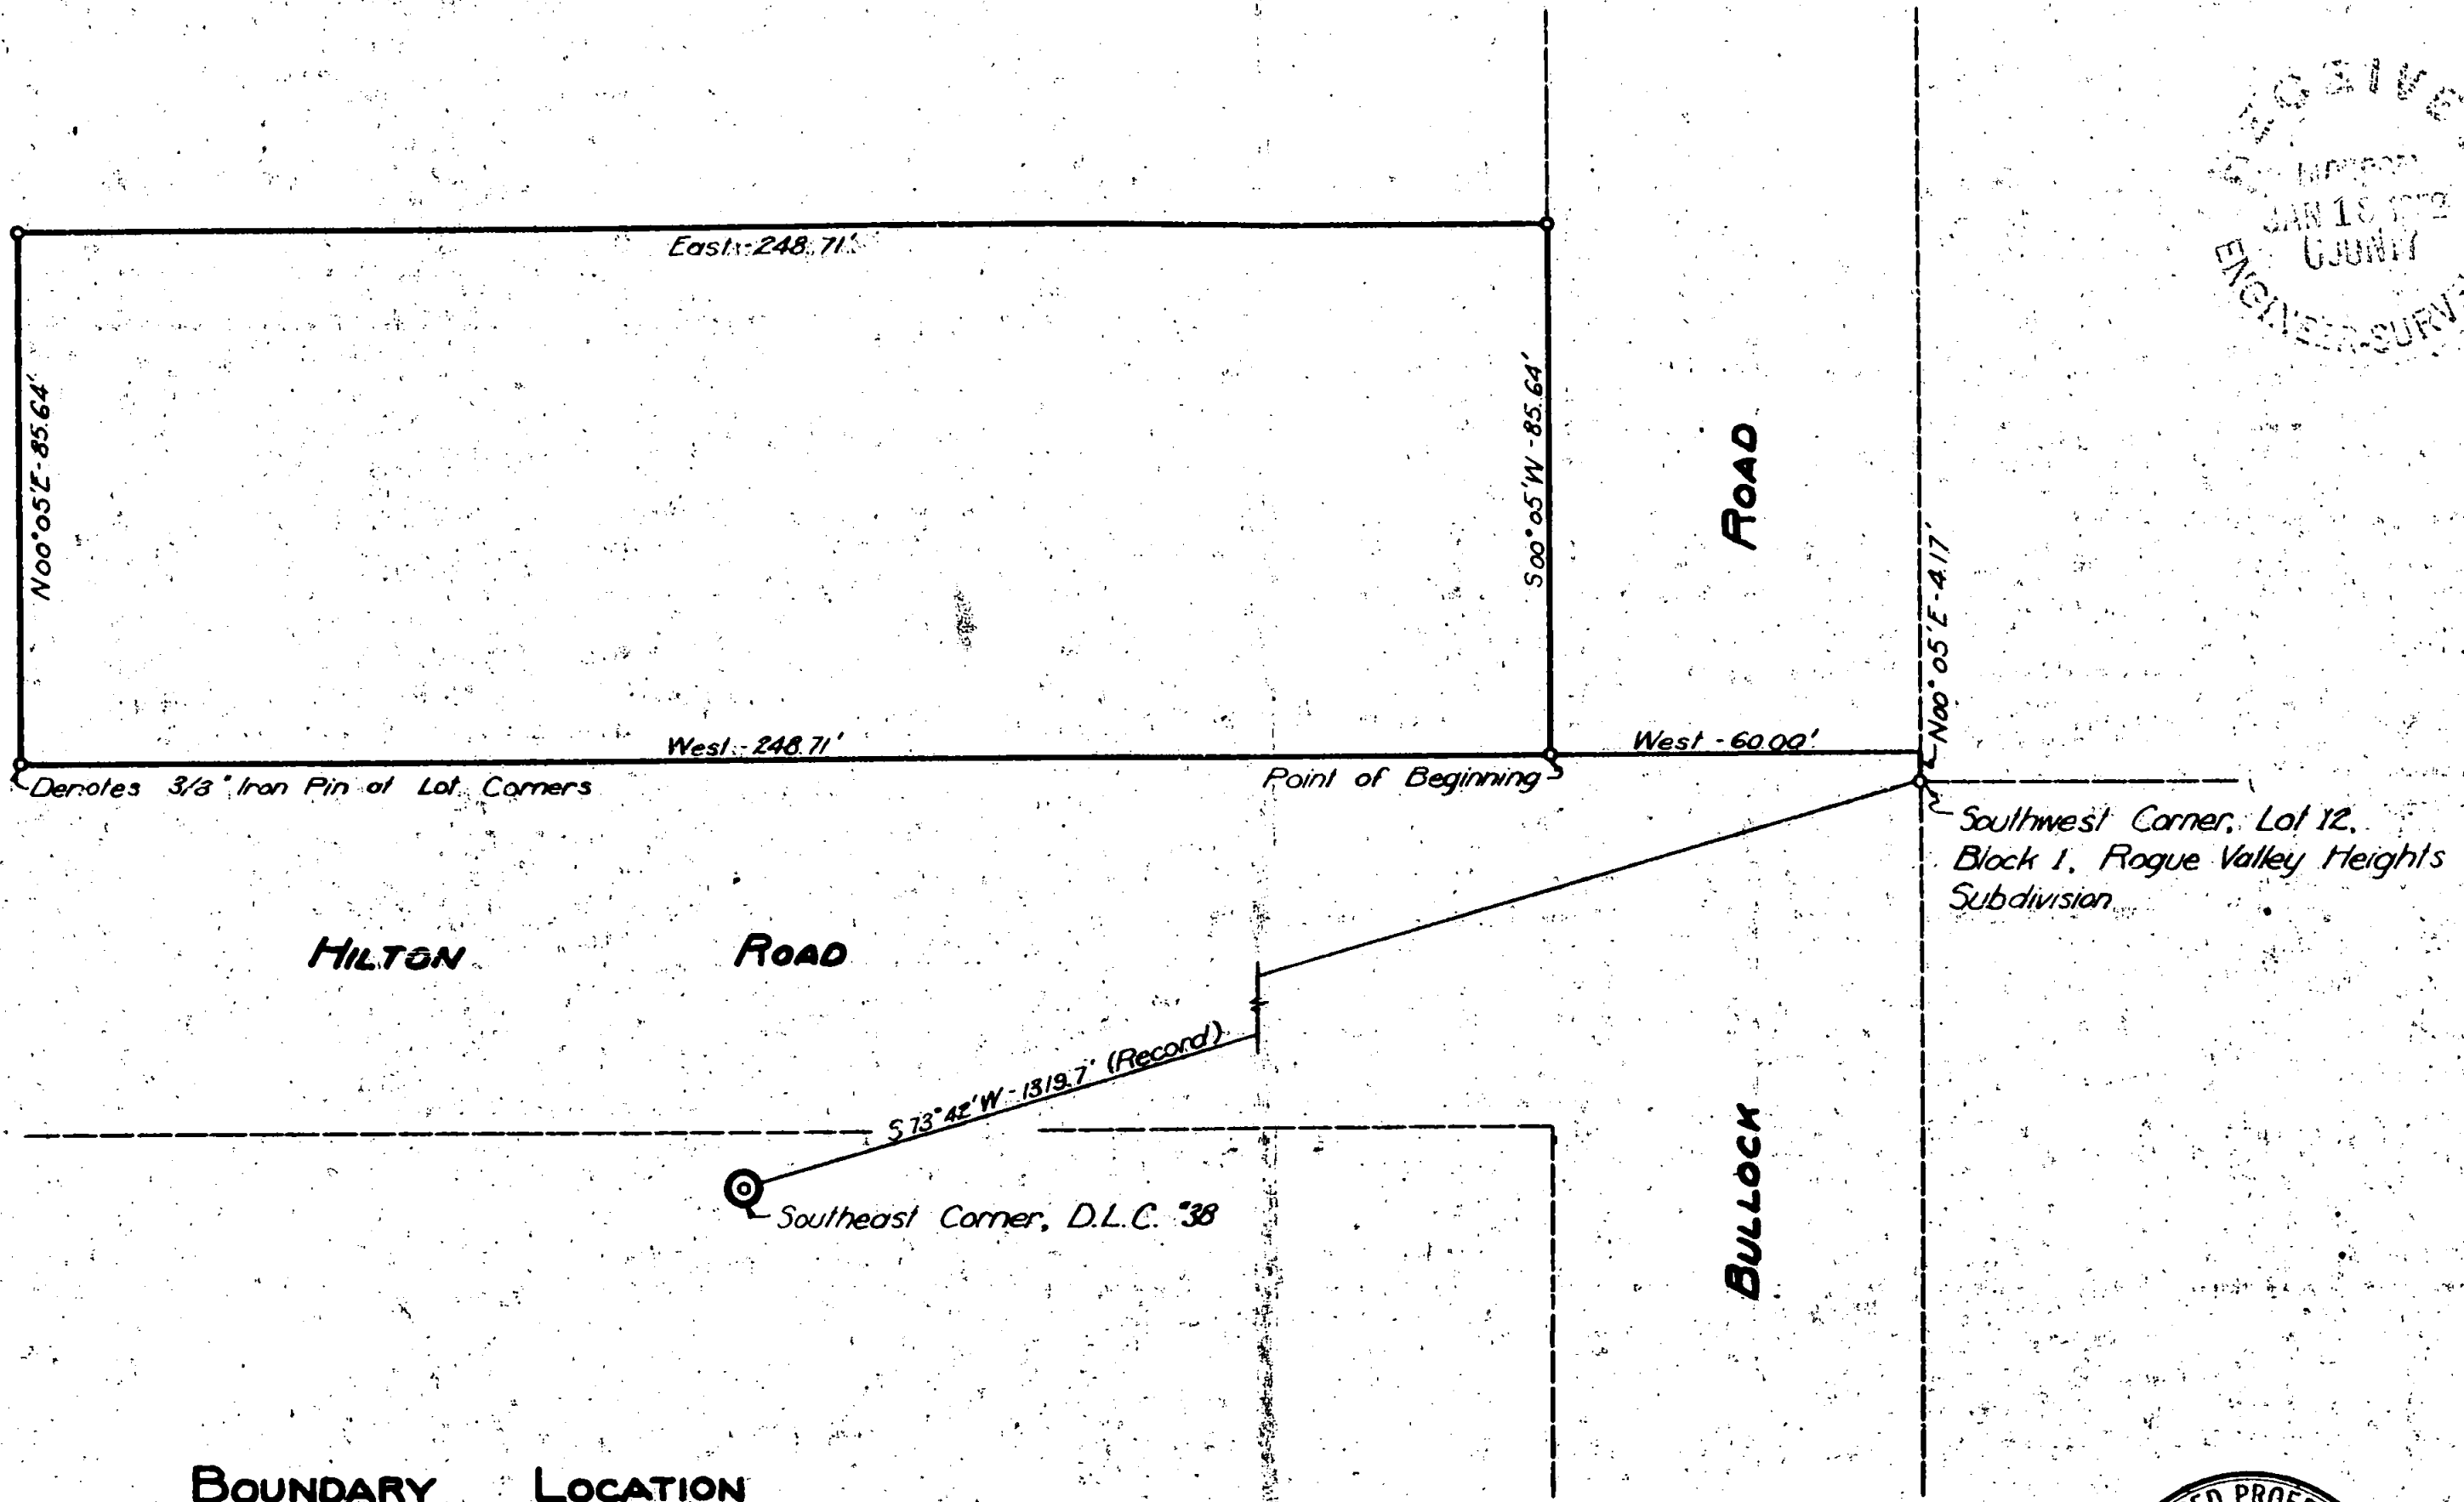 East - 248.71'
N00°05'E - 85.64'
S00°05'W - 85.64'
ROAD
N00°05'E - 4.17'
West - 248.71'
West - 60.00'
Denotes 3/8" Iron Pin at Lot Corners
Point of Beginning
Southwest Corner, Lot 12,
Block 1, Rogue Valley Heights
Subdivision
HILTON ROAD
S 73°42'W - 1319.7' (Record)
BULLOCK
Southeast Corner, D.L.C. #38
BOUNDARY LOCATION
JAN
COUNTY